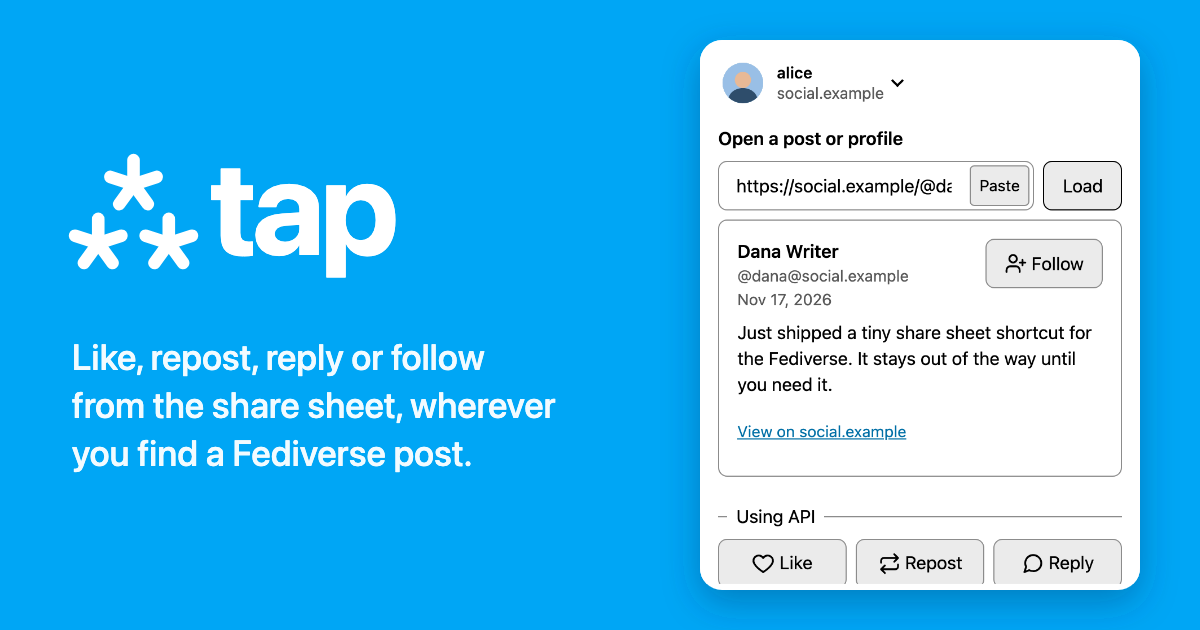 tap
Like, repost, reply or follow
from the share sheet, wherever
you find a Fediverse post.
alice
social.example
Open a post or profile
https://social.example/@da
Paste
Load
Dana Writer
Follow
@dana@social.example
Nov 17, 2026
Just shipped a tiny share sheet shortcut for
the Fediverse. It stays out of the way until
you need it.
View on social.example
Using API
Like
Repost
Reply